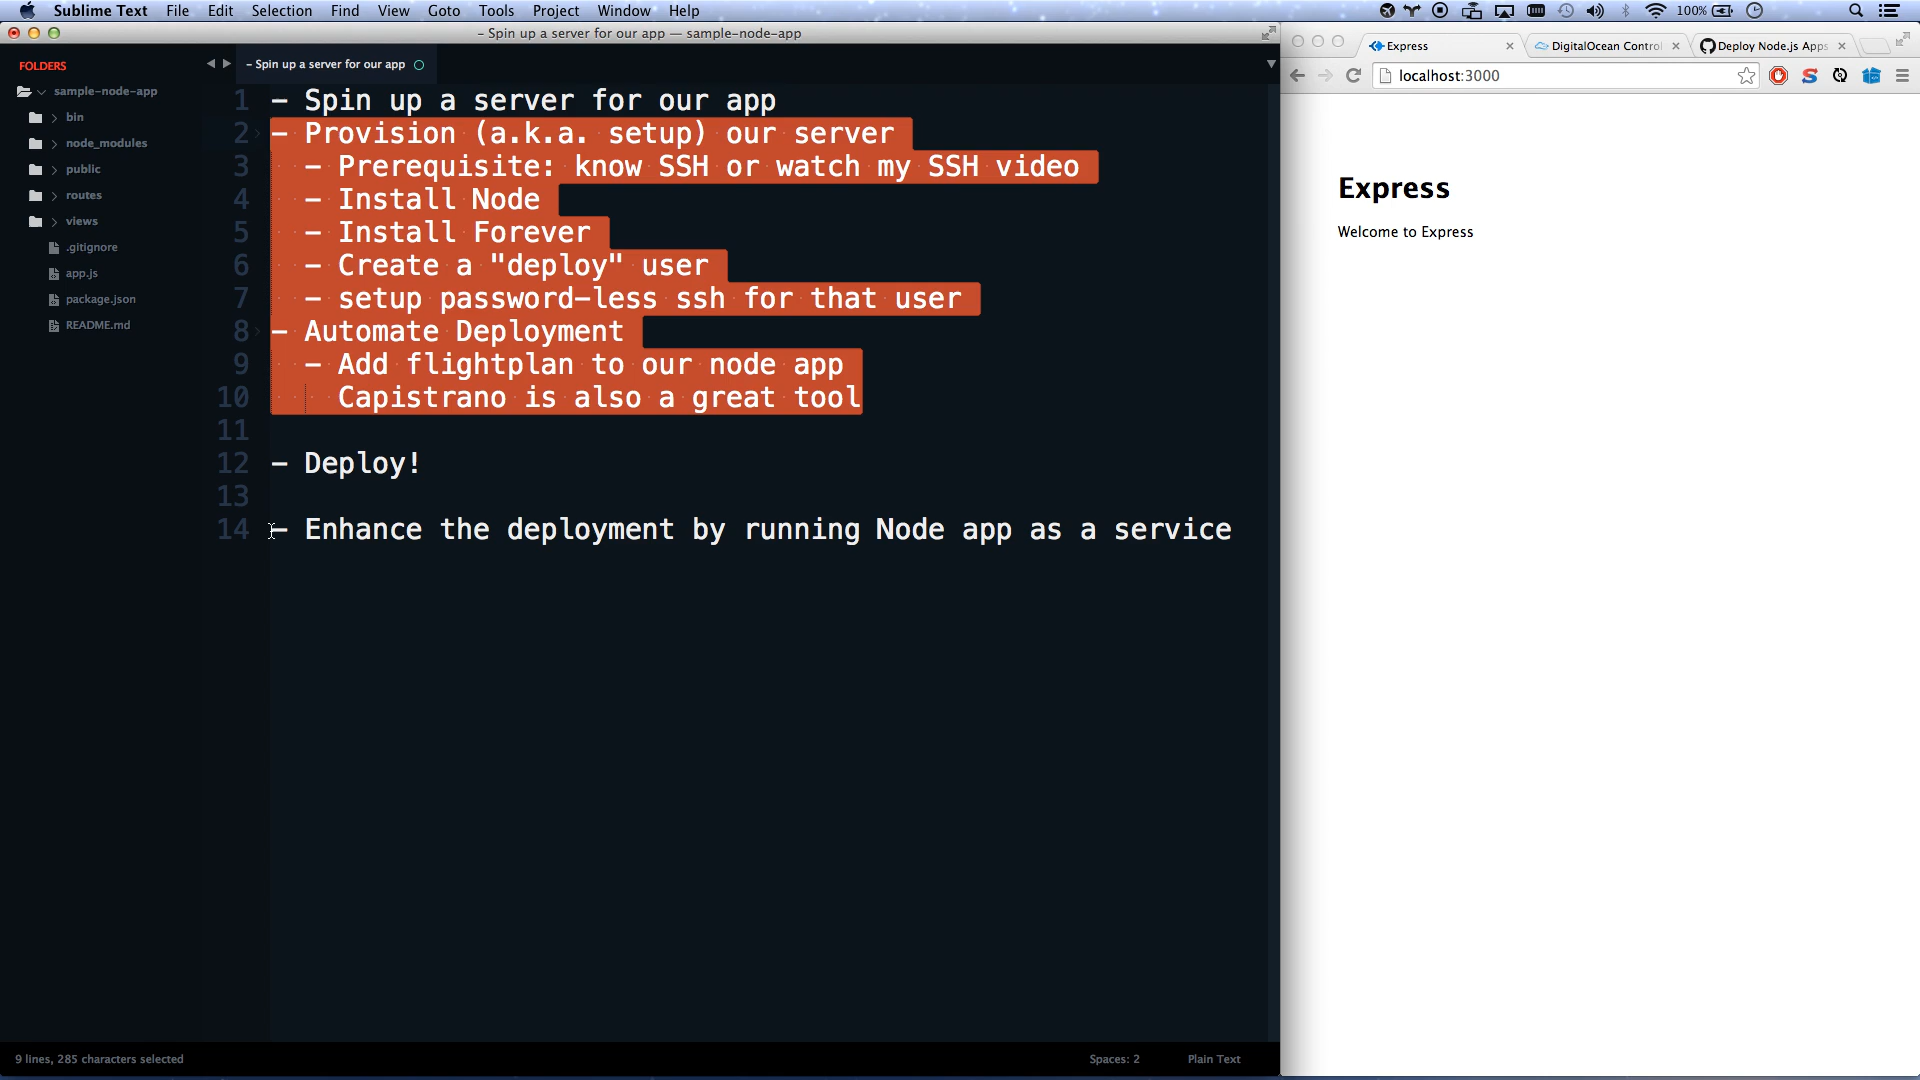 Sublime Text File Edit Selection Find View Goto Tools Project Window Help 100%
- Spin up a server for our app — sample-node-app
FOLDERS
sample-node-app
bin
node_modules
public
routes
views
.gitignore
app.js
package.json
README.md
- Spin up a server for our app
1 - Spin up a server for our app
2 - Provision (a.k.a. setup) our server
3 - Prerequisite: know SSH or watch my SSH video
4 - Install Node
5 - Install Forever
6 - Create a "deploy" user
7 - setup password-less ssh for that user
8 - Automate Deployment
9 - Add flightplan to our node app
10 Capistrano is also a great tool
11
12 - Deploy!
13
14 - Enhance the deployment by running Node app as a service
9 lines, 285 characters selected Spaces: 2 Plain Text
Express DigitalOcean Control Deploy Node.js Apps
localhost:3000
Express
Welcome to Express